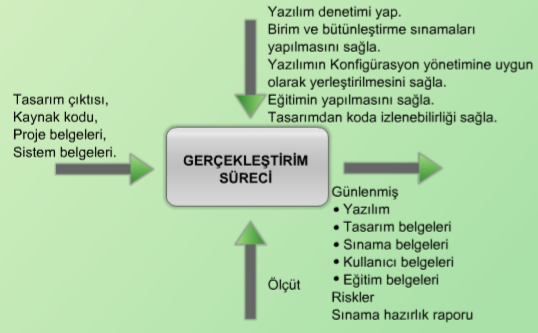 Yazılım denetimi yap.
Birim ve bütünleştirme sınamaları
yapılmasını sağla.
Yazılımın Konfigürasyon yönetimine uygun
olarak yerleştirilmesini sağla.
Eğitimin yapılmasını sağla.
Tasarımdan koda izlenebilirliği sağla.
Tasarım çıktısı,
Kaynak kodu,
Proje belgeleri,
Sistem belgeleri.
GERÇEKLEŞTİRİM
SÜRECİ
Günlenmiş
• Yazılım
• Tasarım belgeleri
• Sınama belgeleri
• Kullanıcı belgeleri
• Eğitim belgeleri
Riskler
Sınama hazırlık raporu
Ölçüt